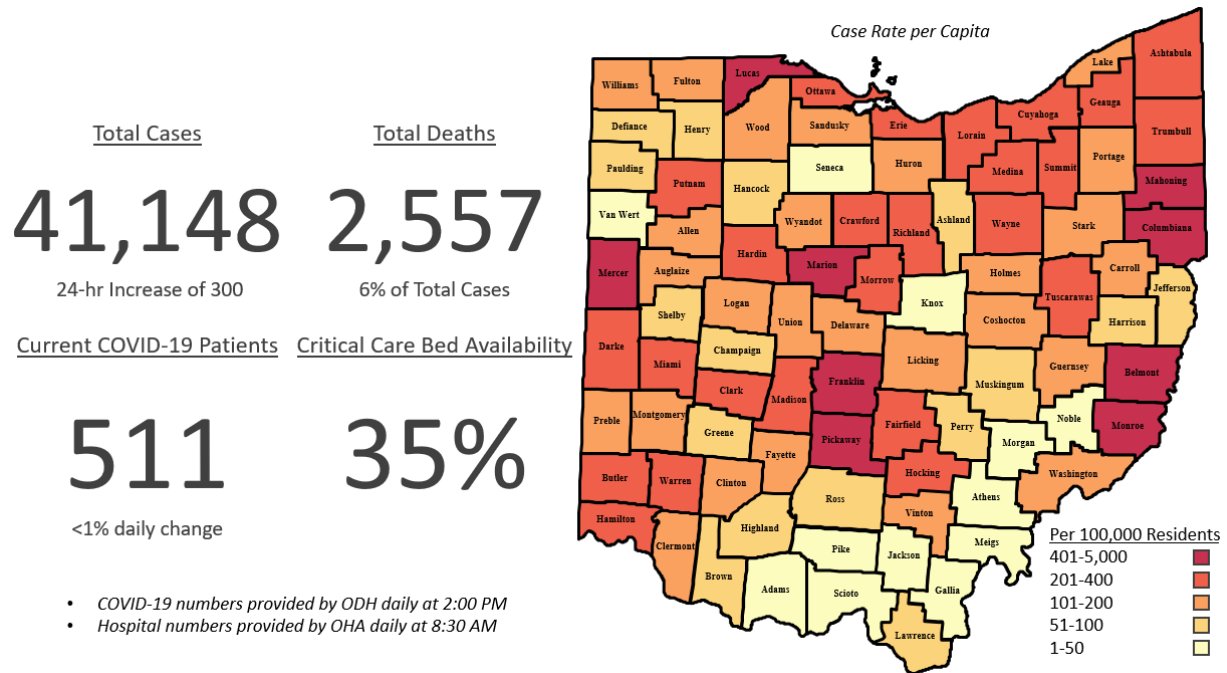 Total Cases
41,148
24-hr Increase of 300
Total Deaths
2,557
6% of Total Cases
Current COVID-19 Patients
511
<1% daily change
Critical Care Bed Availability
35%
• COVID-19 numbers provided by ODH daily at 2:00 PM
• Hospital numbers provided by OHA daily at 8:30 AM
Case Rate per Capita
Williams
Fulton
Lucas
Ottawa
Lake
Ashtabula
Geauga
Cuyahoga
Defiance
Henry
Wood
Sandusky
Erie
Lorain
Trumbull
Paulding
Seneca
Huron
Medina
Summit
Portage
Putnam
Hancock
Mahoning
Van Wert
Wyandot
Crawford
Richland
Ashland
Wayne
Stark
Columbiana
Allen
Hardin
Mercer
Auglaize
Marion
Morrow
Holmes
Carroll
Jefferson
Knox
Tuscarawas
Shelby
Logan
Union
Delaware
Coshocton
Harrison
Darke
Champaign
Licking
Guernsey
Belmont
Miami
Clark
Madison
Franklin
Muskingum
Noble
Monroe
Preble
Montgomery
Greene
Pickaway
Fairfield
Perry
Morgan
Fayette
Hocking
Washington
Butler
Warren
Clinton
Ross
Athens
Hamilton
Highland
Vinton
Clermont
Pike
Jackson
Meigs
Brown
Adams
Scioto
Gallia
Lawrence
Per 100,000 Residents
401-5,000
201-400
101-200
51-100
1-50